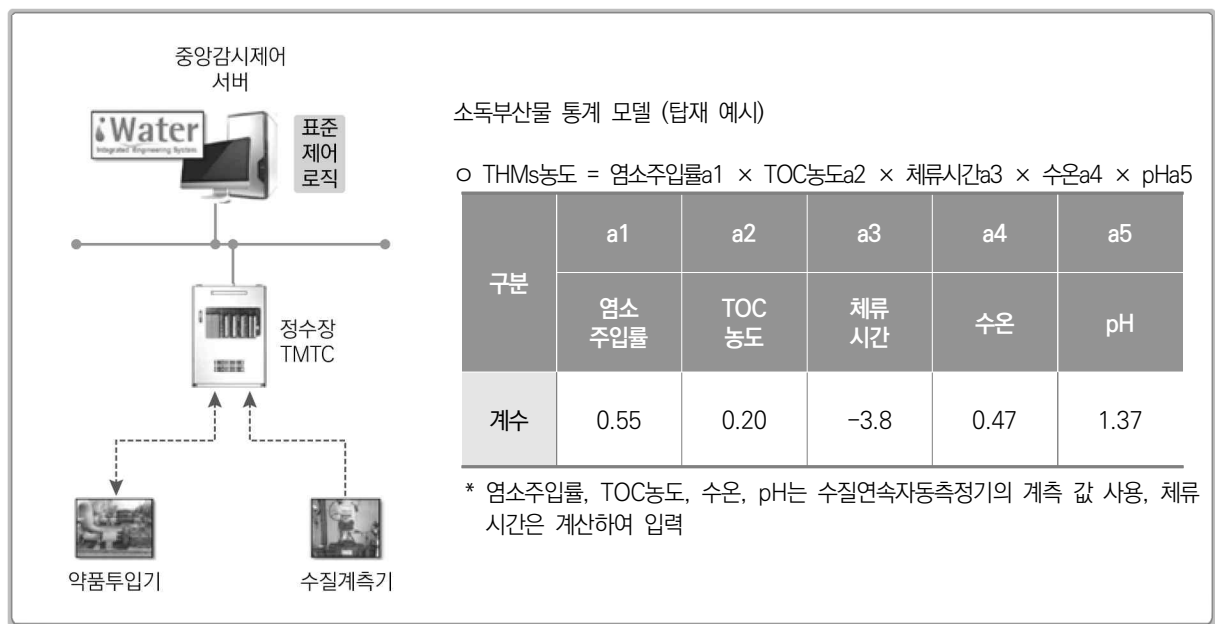 중앙감시제어
서버
iWater
Integrated Engineering System
표준
제어
로직
정수장
TMTC
약품투입기
수질계측기
소독부산물 통계 모델 (탑재 예시)
ㅇ THMs농도 = 염소주입률a1 × TOC농도a2 × 체류시간a3 × 수온a4 × pHa5
구분 a1 a2 a3 a4 a5
염소
주입률
TOC
농도
체류
시간
수온
pH
계수 0.55 0.20 -3.8 0.47 1.37
* 염소주입률, TOC농도, 수온, pH는 수질연속자동측정기의 계측 값 사용, 체류
시간은 계산하여 입력